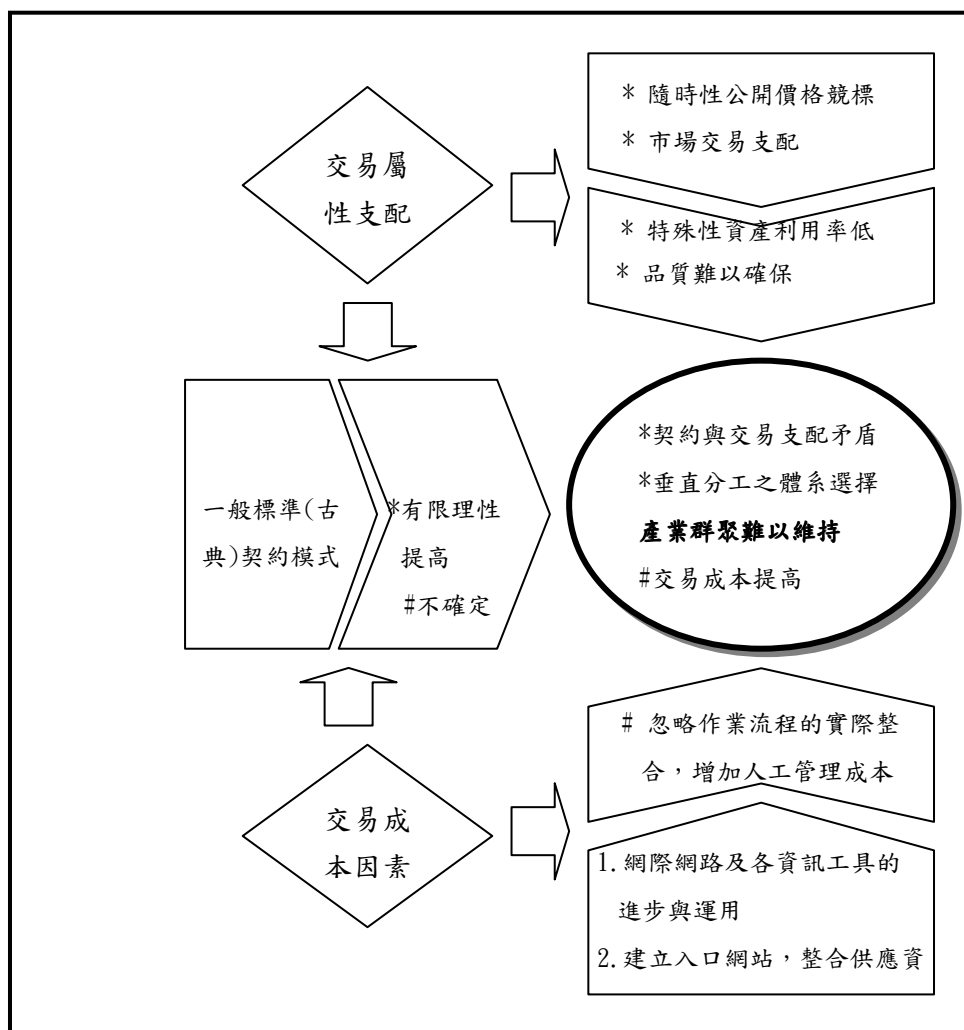 交易屬
性支配
* 隨時性公開價格競標
* 市場交易支配
* 特殊性資產利用率低
* 品質難以確保
一般標準(古
典)契約模式
*有限理性
提高
#不確定
*契約與交易支配矛盾
*垂直分工之體系選擇
產業群聚難以維持
#交易成本提高
交易成
本因素
# 忽略作業流程的實際整
合，增加人工管理成本
1.網際網路及各資訊工具的
進步與運用
2.建立入口網站，整合供應資